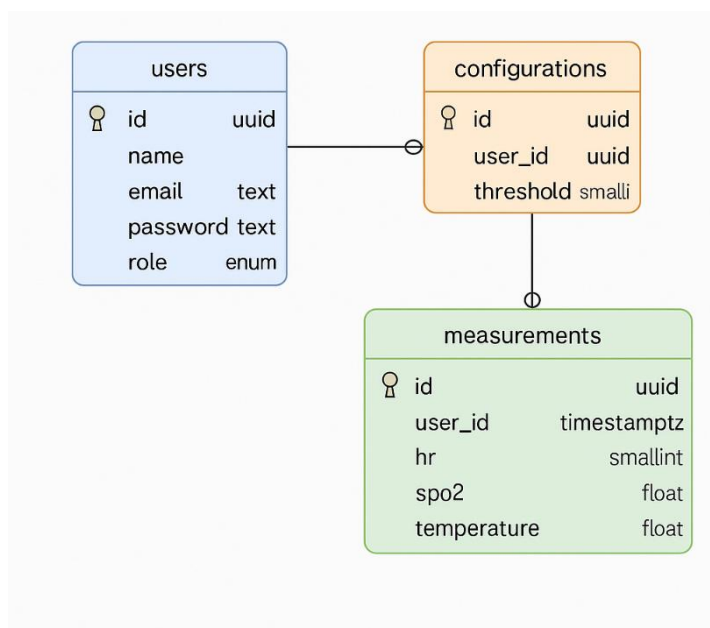 users
id uuid
name
email text
password text
role enum
configurations
id uuid
user_id uuid
threshold smalli
measurements
id uuid
user_id timestamptz
hr smallint
spo2 float
temperature float